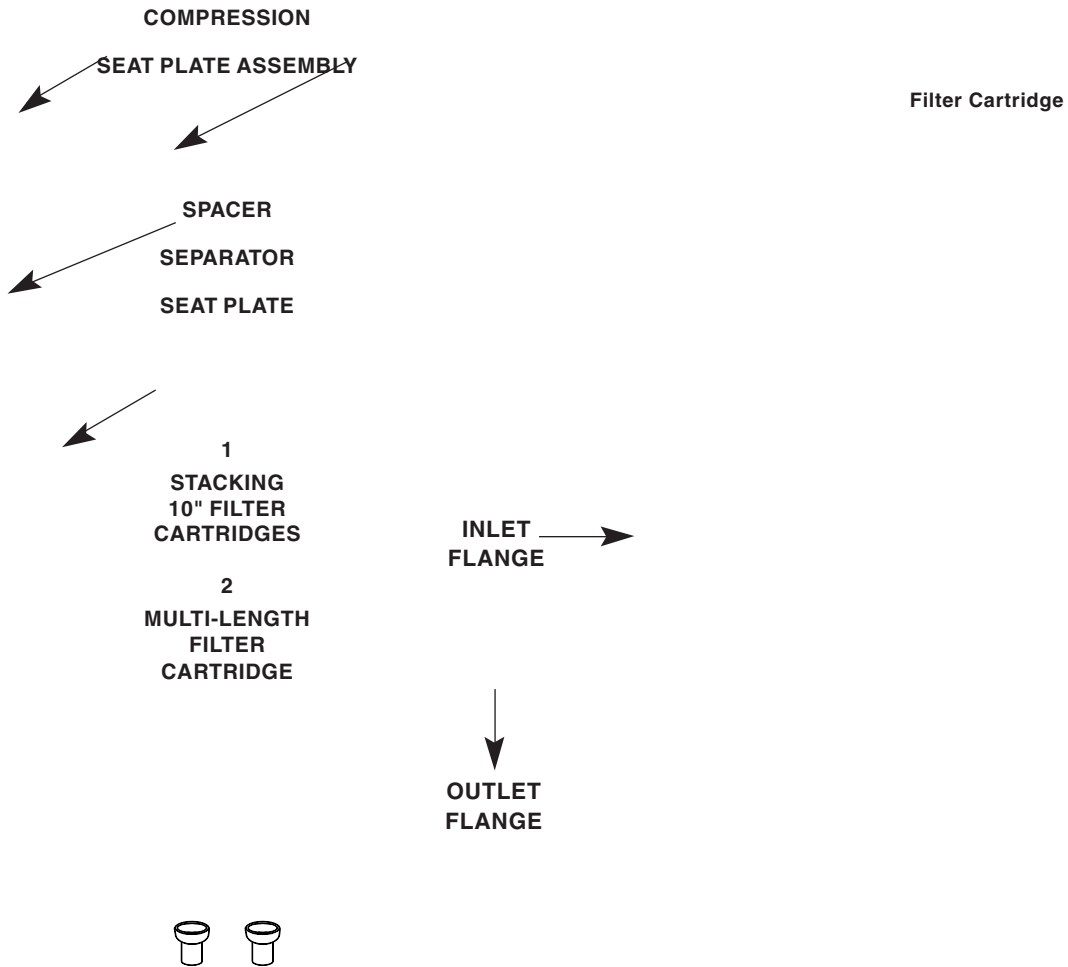 COMPRESSION
SEAT PLATE ASSEMBLY
Filter Cartridge
SPACER
SEPARATOR
SEAT PLATE
1
STACKING
10" FILTER
CARTRIDGES
2
MULTI-LENGTH
FILTER
CARTRIDGE
INLET
FLANGE
OUTLET
FLANGE